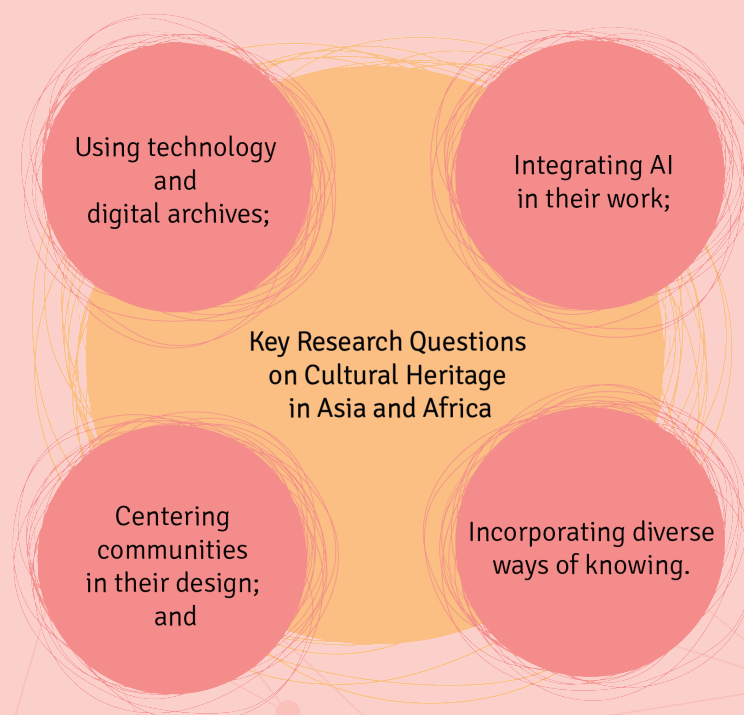 Using technology
and
digital archives;
Integrating AI
in their work;
Key Research Questions
on Cultural Heritage
in Asia and Africa
Centering
communities
in their design;
and
Incorporating diverse
ways of knowing.